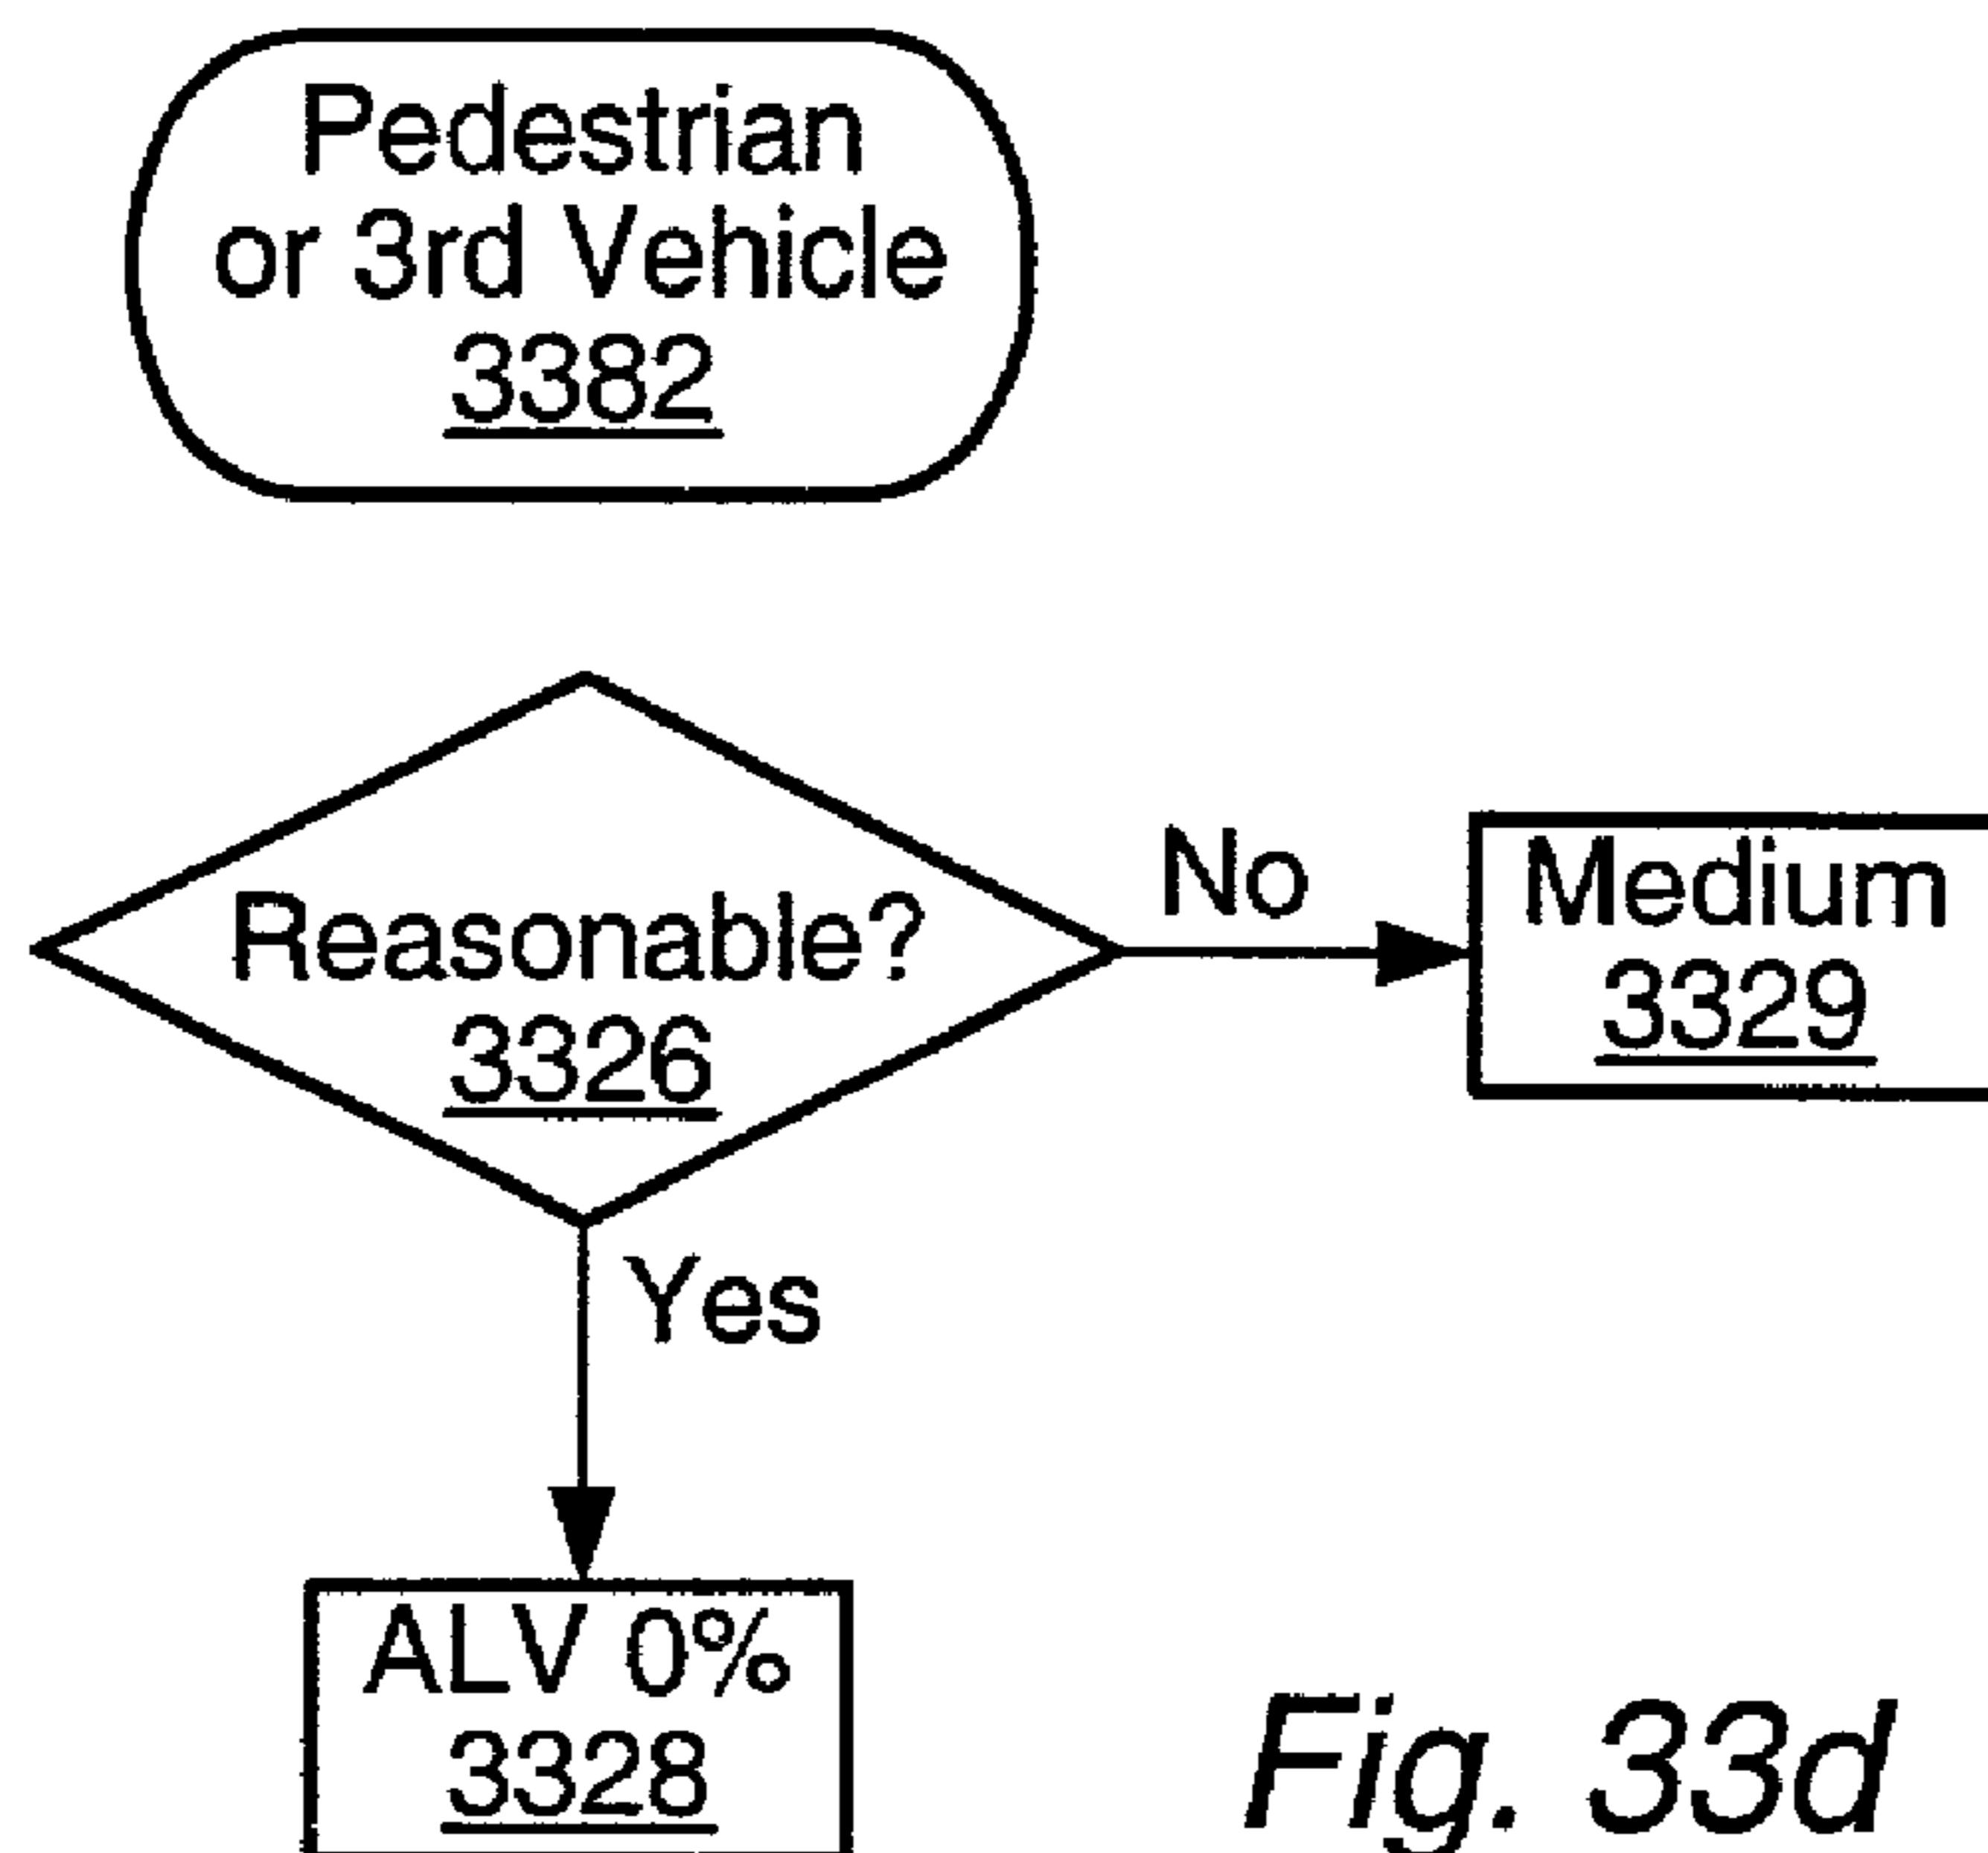 Pedestrian
or 3rd Vehicle
3382
Reasonable?
3326
No
Medium
3329
Yes
ALV 0%
3328
Fig. 33d